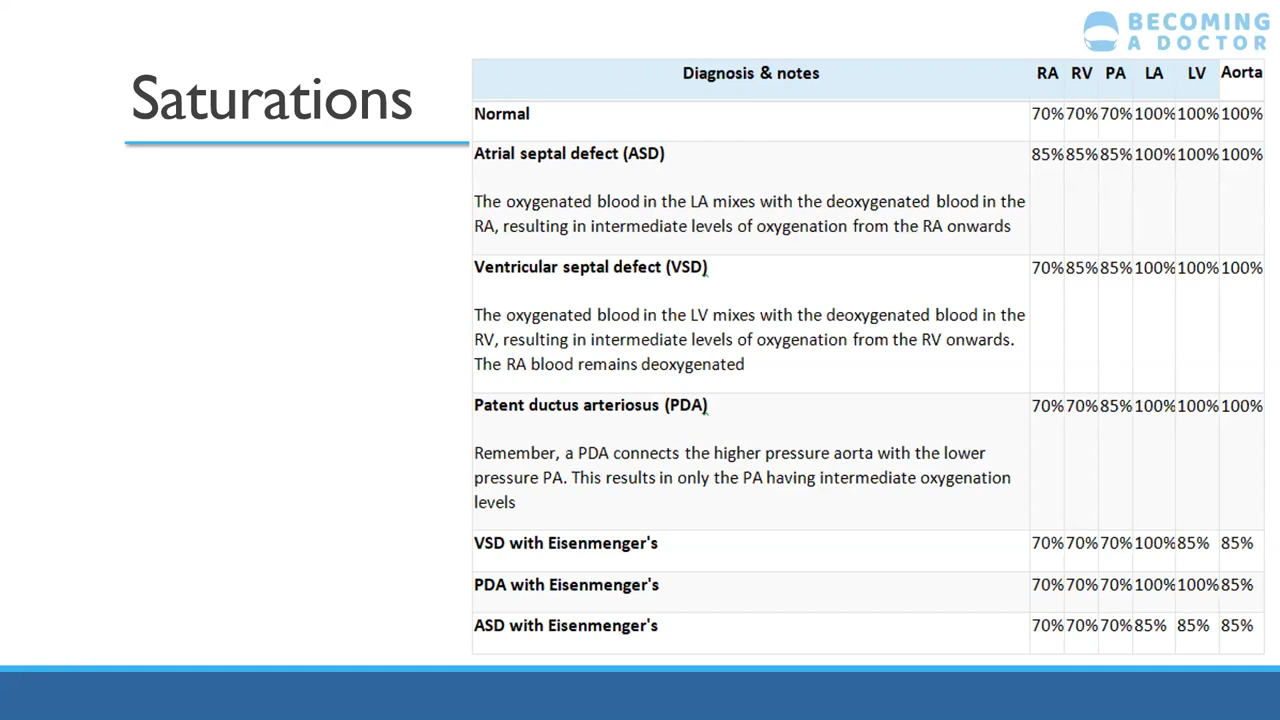 BECOMING
A DOCTOR
Saturations
Diagnosis & notes RA RV PA LA LV Aorta
Normal 70% 70% 70% 100% 100% 100%
Atrial septal defect (ASD) 85% 85% 85% 100% 100% 100%
The oxygenated blood in the LA mixes with the deoxygenated blood in the
RA, resulting in intermediate levels of oxygenation from the RA onwards
Ventricular septal defect (VSD) 70% 85% 85% 100% 100% 100%
The oxygenated blood in the LV mixes with the deoxygenated blood in the
RV, resulting in intermediate levels of oxygenation from the RV onwards.
The RA blood remains deoxygenated
Patent ductus arteriosus (PDA) 70% 70% 85% 100% 100% 100%
Remember, a PDA connects the higher pressure aorta with the lower
pressure PA. This results in only the PA having intermediate oxygenation
levels
VSD with Eisenmenger's 70% 70% 70% 100% 85% 85%
PDA with Eisenmenger's 70% 70% 70% 100% 100% 85%
ASD with Eisenmenger's 70% 70% 70% 85% 85% 85%